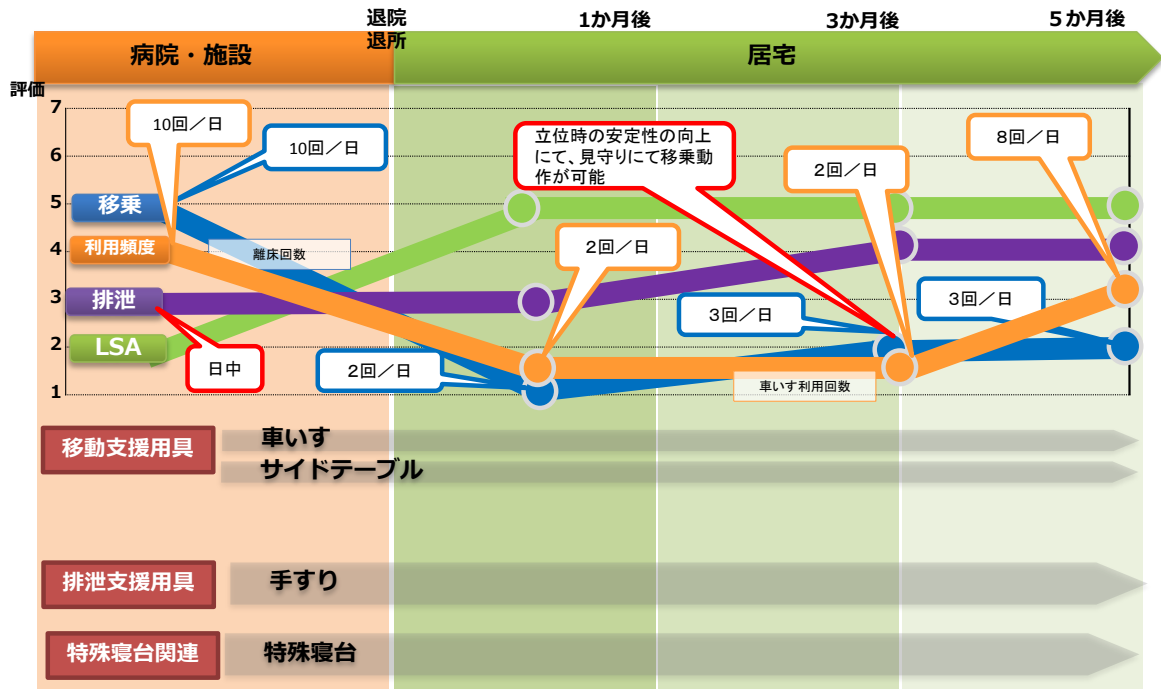 退院
退所
1か月後
3か月後
5か月後
病院・施設
居宅
評価
7
6
5
4
3
2
1
10回／日
10回／日
立位時の安定性の向上
にて、見守りにて移乗動
作が可能
2回／日
8回／日
移乗
利用頻度
離床回数
2回／日
排泄
3回／日
3回／日
LSA
日中
2回／日
車いす利用回数
移動支援用具
車いす
サイドテーブル
排泄支援用具
手すり
特殊寝台関連
特殊寝台